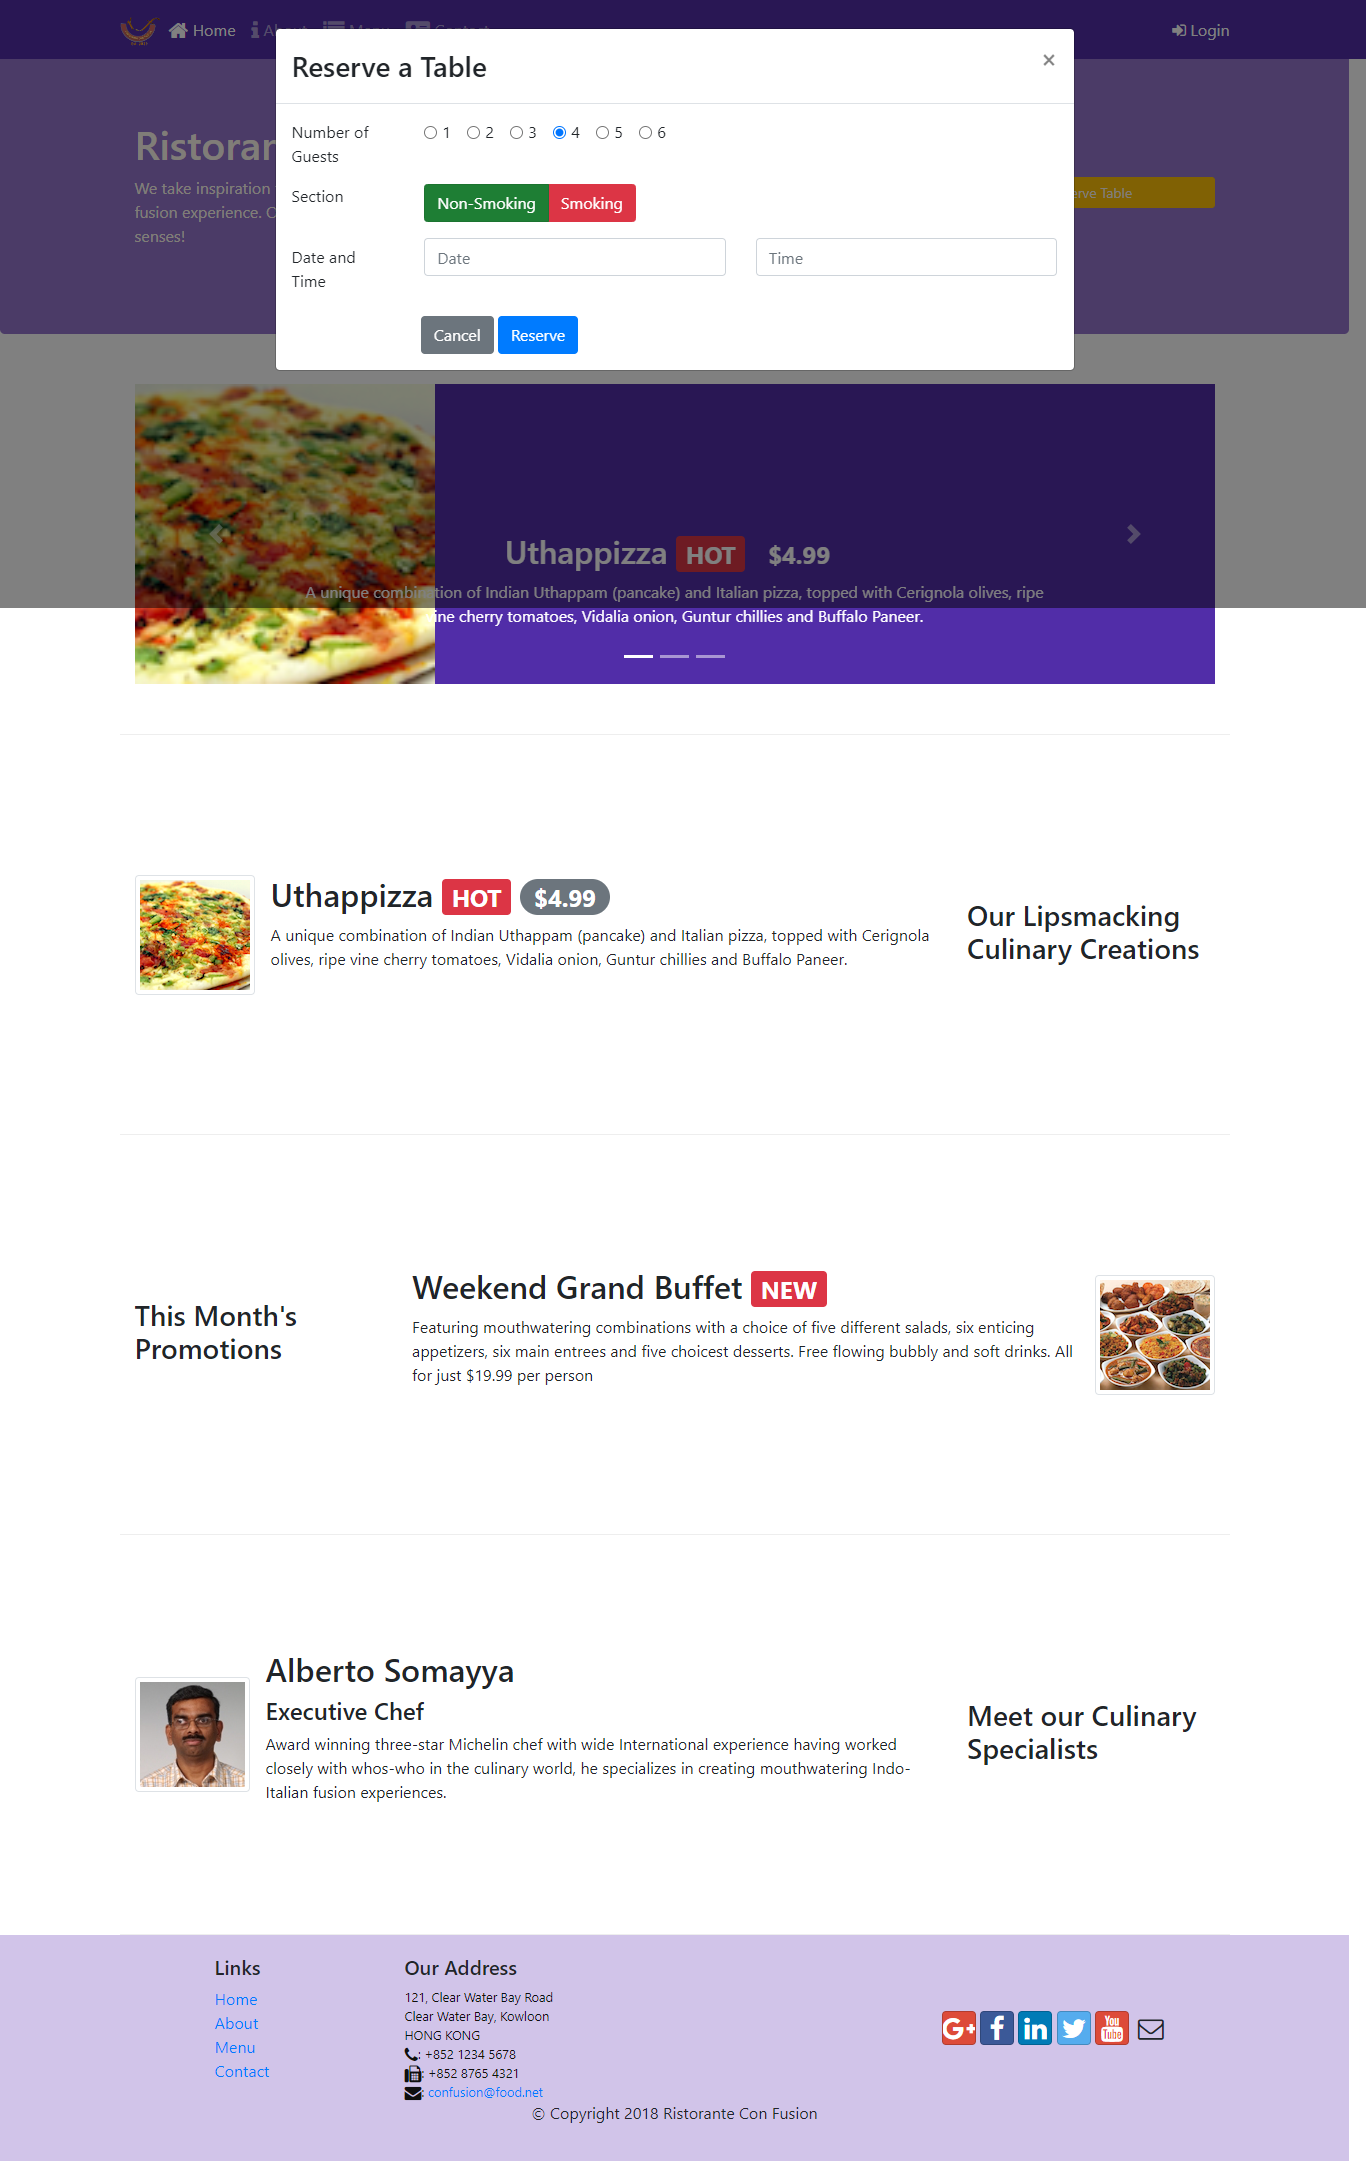 Home
Login
Reserve a Table
×
Number of
Guests
1 2 3 4 5 6
Section
Non-Smoking Smoking
Date and
Time
Date
Time
Cancel Reserve
Ristoran
We take inspiration
fusion experience.
senses!
erve Table
Uthappizza HOT $4.99
A unique combination of Indian Uthappam (pancake) and Italian pizza, topped with Cerignola olives, ripe
vine cherry tomatoes, Vidalia onion, Guntur chillies and Buffalo Paneer.
Uthappizza HOT $4.99
A unique combination of Indian Uthappam (pancake) and Italian pizza, topped with Cerignola
olives, ripe vine cherry tomatoes, Vidalia onion, Guntur chillies and Buffalo Paneer.
Our Lipsmacking
Culinary Creations
This Month's
Promotions
Weekend Grand Buffet NEW
Featuring mouthwatering combinations with a choice of five different salads, six enticing
appetizers, six main entrees and five choicest desserts. Free flowing bubbly and soft drinks. All
for just $19.99 per person
Alberto Somayya
Executive Chef
Award winning three-star Michelin chef with wide International experience having worked
closely with whos-who in the culinary world, he specializes in creating mouthwatering Indo-
Italian fusion experiences.
Meet our Culinary
Specialists
Links
Home
About
Menu
Contact
Our Address
121, Clear Water Bay Road
Clear Water Bay, Kowloon
HONG KONG
: +852 1234 5678
: +852 8765 4321
: confusion@food.net
G+ f in You Tube
© Copyright 2018 Ristorante Con Fusion